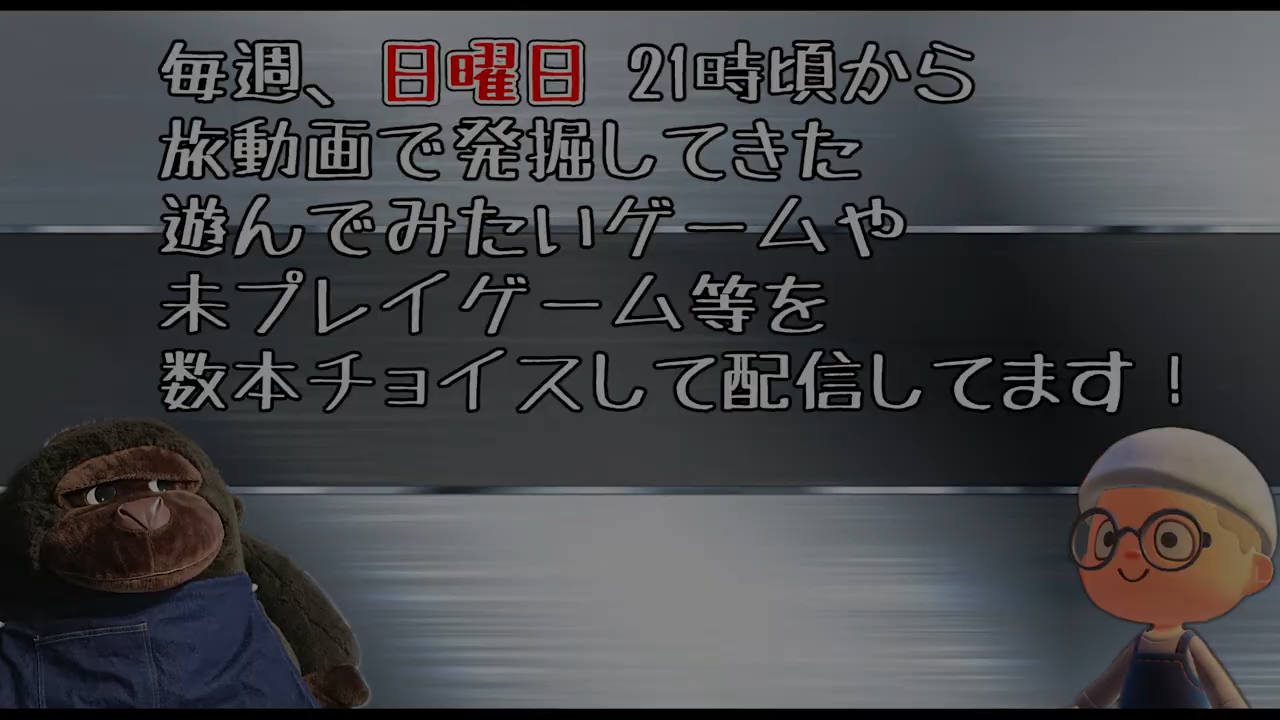 毎週、日曜日 21時頃から
旅動画で発掘してきた
遊んでみたいゲームや
未プレイゲーム等を
数本チョイスして配信してます！